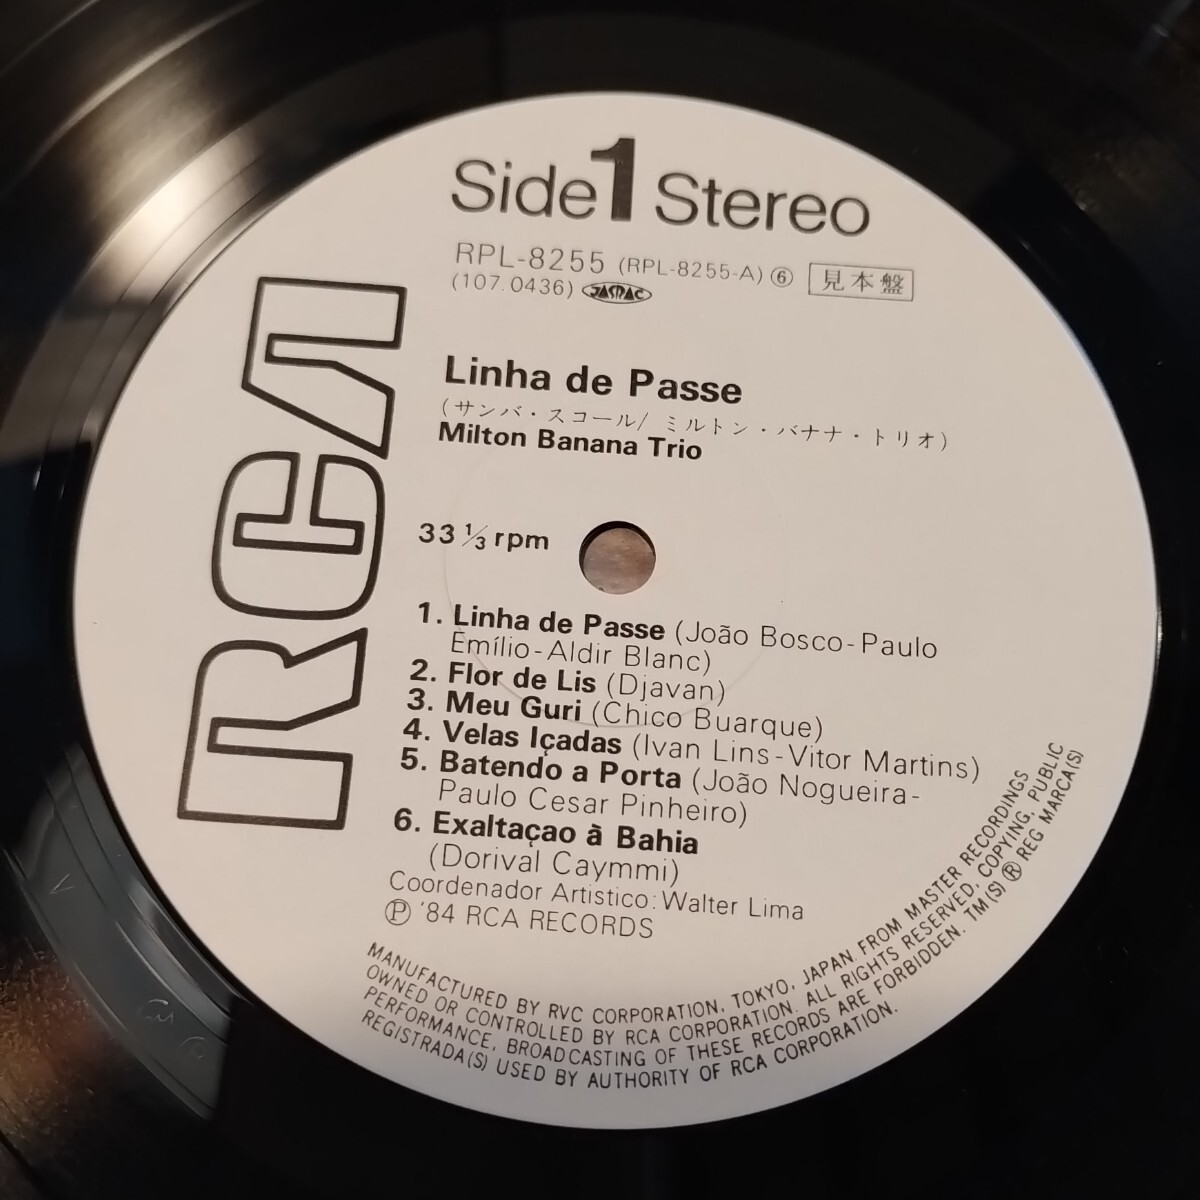 Side 1 Stereo
RPL-8255 (RPL-8255-A) ⑥ 見本盤
(107.0436) JASRAC
RCA
Linha de Passe
(サンバ・スコール/ ミルトン・バナナ・トリオ)
Milton Banana Trio
33 1/3 rpm
1. Linha de Passe (João Bosco-Paulo
Emílio-Aldir Blanc)
2. Flor de Lis (Djavan)
3. Meu Guri (Chico Buarque)
4. Velas Içadas (Ivan Lins-Vitor Martins)
5. Batendo a Porta (João Nogueira-
Paulo Cesar Pinheiro)
6. Exaltaçao à Bahia
(Dorival Caymmi)
Coordenador Artistico: Walter Lima
Ⓟ '84 RCA RECORDS
MANUFACTURED BY RVC CORPORATION, TOKYO, JAPAN FROM MASTER RECORDINGS
OWNED OR CONTROLLED BY RCA CORPORATION. ALL RIGHTS RESERVED, COPYING, PUBLIC
PERFORMANCE, BROADCASTING OF THESE RECORDS ARE FORBIDDEN. TM(S) ® REG MARCA(S)
REGISTRADA(S) USED BY AUTHORITY OF RCA CORPORATION.